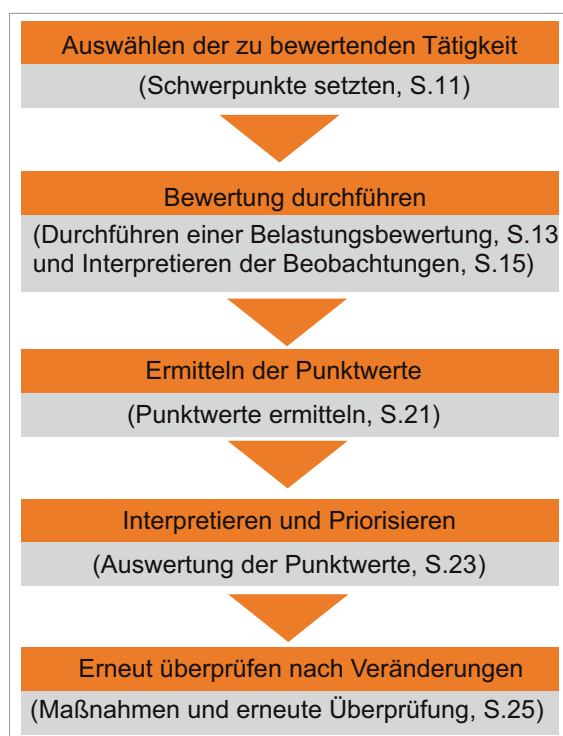 Auswählen der zu bewertenden Tätigkeit
(Schwerpunkte setzten, S.11)
Bewertung durchführen
(Durchführen einer Belastungsbewertung, S.13
und Interpretieren der Beobachtungen, S.15)
Ermitteln der Punktwerte
(Punktwerte ermitteln, S.21)
Interpretieren und Priorisieren
(Auswertung der Punktwerte, S.23)
Erneut überprüfen nach Veränderungen
(Maßnahmen und erneute Überprüfung, S.25)